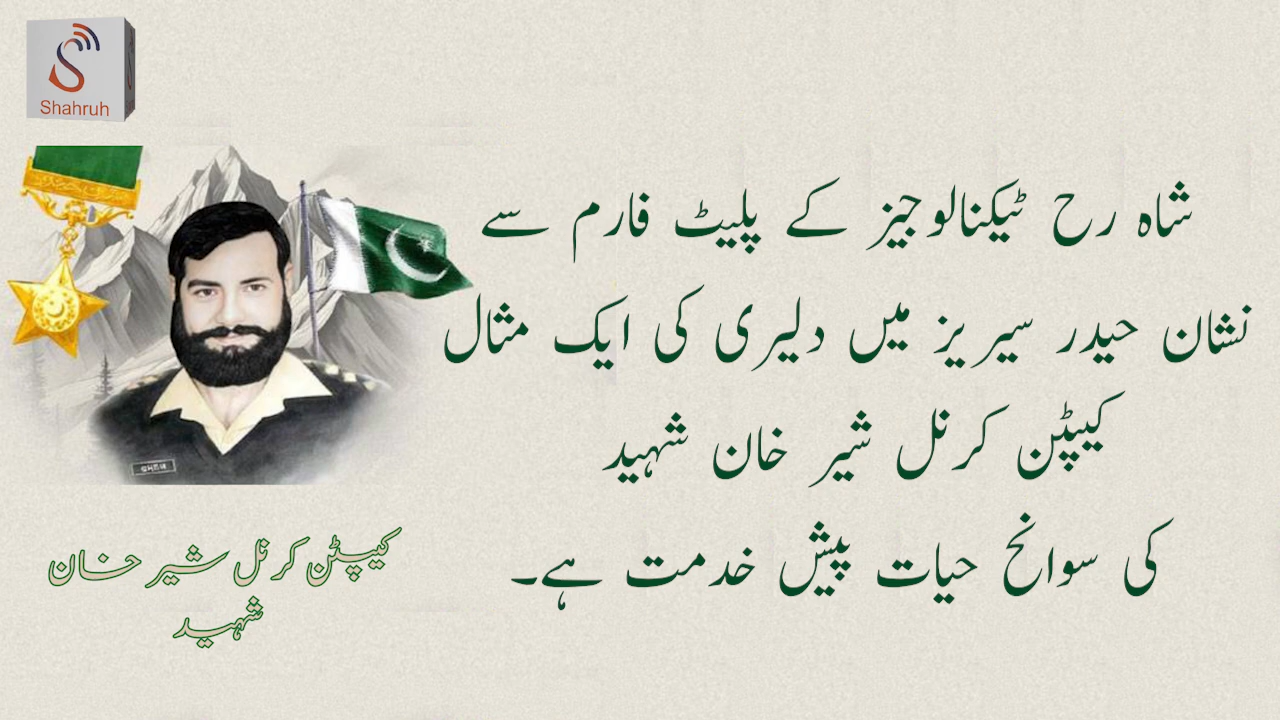 Shahruh
شاہ رح ٹیکنالوجیز کے پلیٹ فارم سے
نشان حیدر سیریز میں دلیری کی ایک مثال
کیپٹن کرنل شیر خان شہید
کی سوانح حیات پیش خدمت ہے۔
کیپٹن کرنل شیر خان
شہید